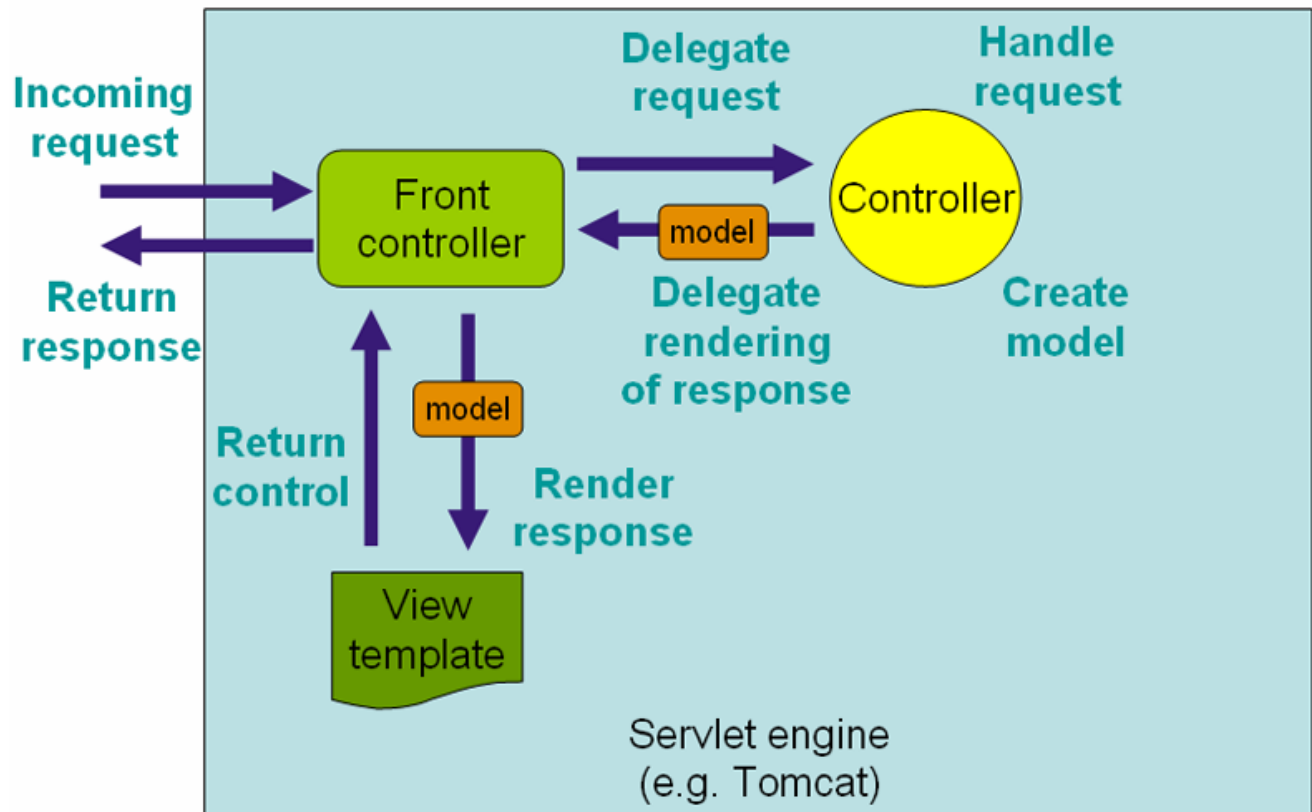 Incoming
request
Return
response
Front
controller
Delegate
request
Handle
request
Controller
model
Delegate
rendering
of response
Create
model
model
Return
control
Render
response
View
template
Servlet engine
(e.g. Tomcat)